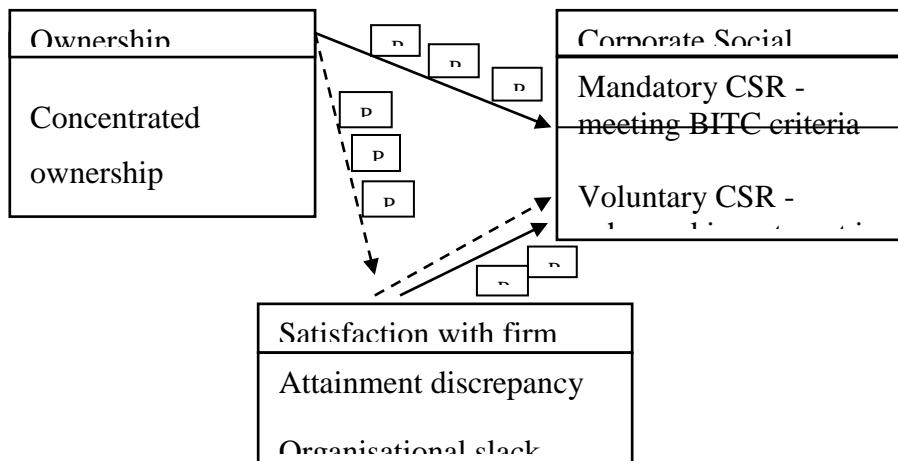 Ownership
Concentrated
ownership
Corporate Social
Mandatory CSR -
meeting BITC criteria
Voluntary CSR -
Satisfaction with firm
Attainment discrepancy
Organisational slack